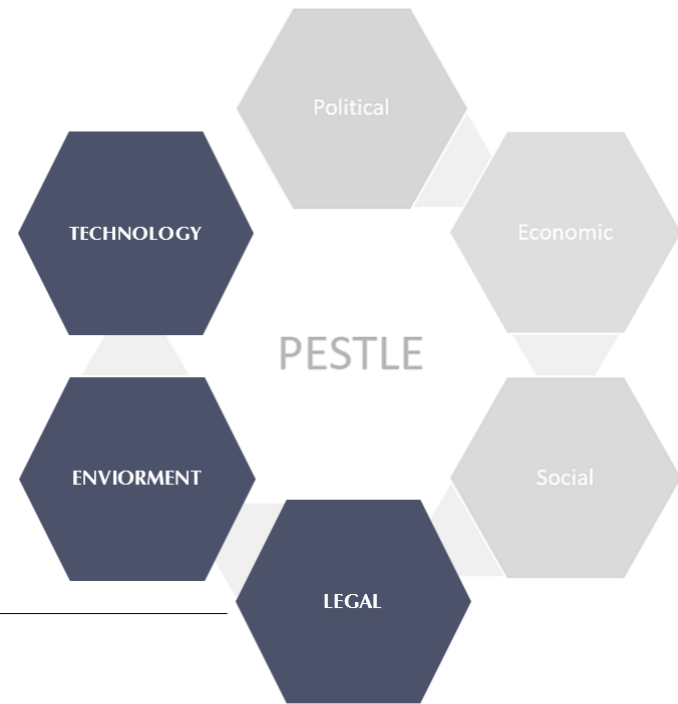 Political
TECHNOLOGY
Economic
PESTLE
ENVIORMENT
Social
LEGAL